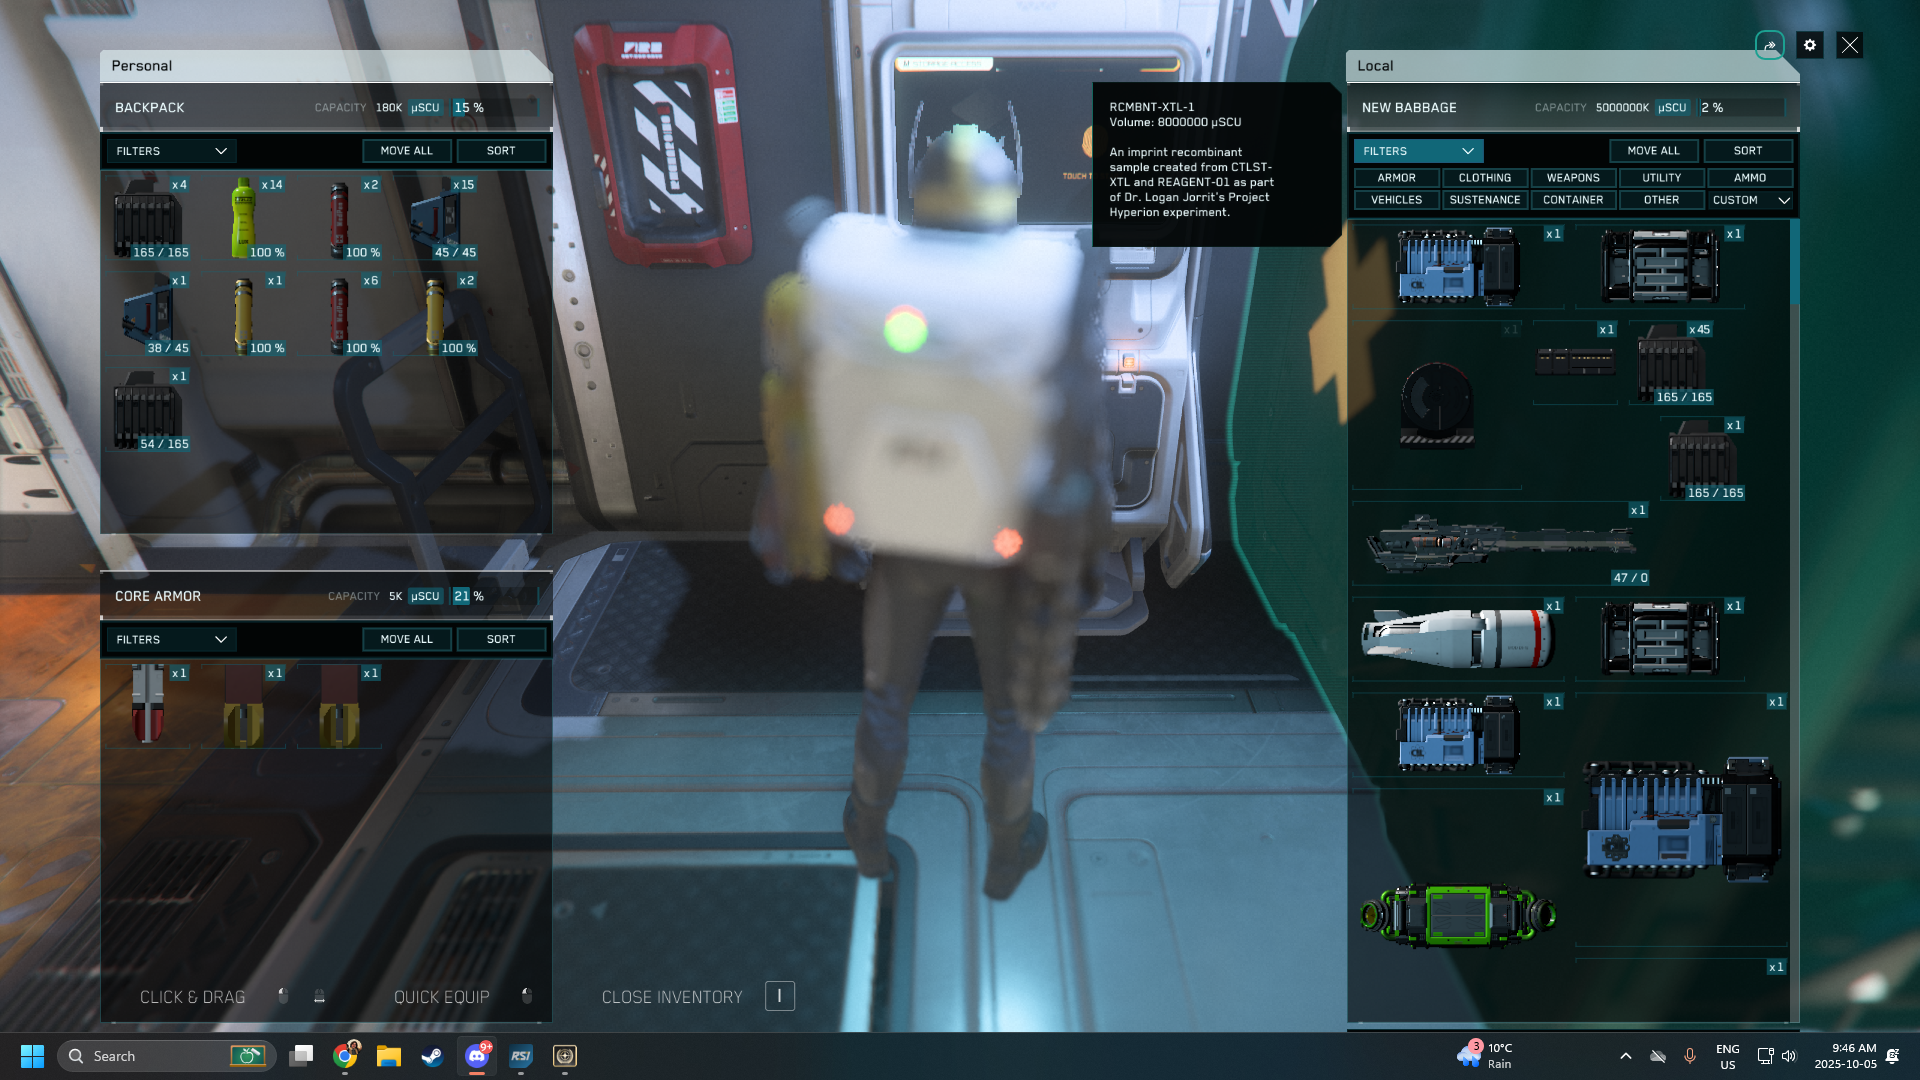 Personal
BACKPACK
CAPACITY 180K µSCU 15 %
FILTERS
MOVE ALL
SORT
x4
x14
x2
x15
165 / 165
100 %
100 %
45 / 45
x1
x1
x6
x2
38 / 45
100 %
100 %
100 %
x1
54 / 165
CORE ARMOR
CAPACITY 5K µSCU 21 %
FILTERS
MOVE ALL
SORT
x1
x1
x1
CLICK & DRAG
QUICK EQUIP
CLOSE INVENTORY
I
FIRE
RCMBNT-XTL-1
Volume: 8000000 µSCU
An imprint recombinant
sample created from CTLST-
XTL and REAGENT-01 as part
of Dr. Logan Jorrit's Project
Hyperion experiment.
Local
NEW BABBAGE
CAPACITY 5000000K µSCU 2 %
FILTERS
MOVE ALL
SORT
ARMOR
CLOTHING
WEAPONS
UTILITY
AMMO
VEHICLES
SUSTENANCE
CONTAINER
OTHER
CUSTOM
x1
x1
x1
x1
x45
165 / 165
x1
165 / 165
x1
47 / 0
x1
x1
x1
x1
x1
x1
Search
9+
RSI
3
10°C
Rain
ENG
US
9:46 AM
2025-10-05